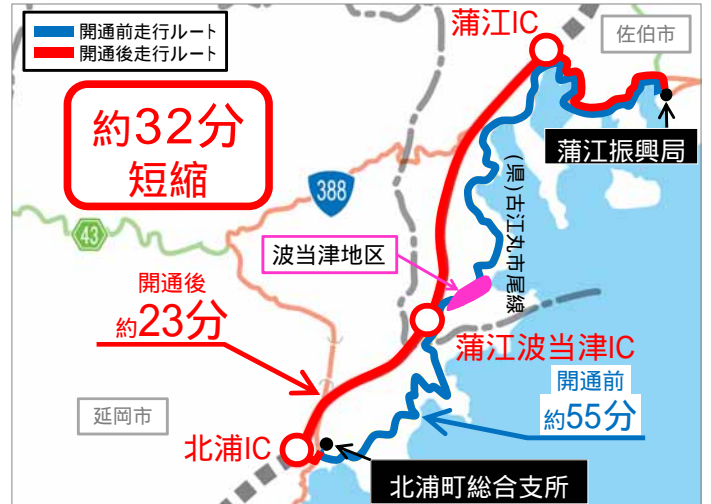 開通前走行ルート
開通後走行ルート
約32分
短縮
蒲江IC
佐伯市
蒲江振興局
388
43
(県)古江丸市尾線
波当津地区
開通後
約23分
蒲江波当津IC
開通前
約55分
延岡市
北浦IC
北浦町総合支所